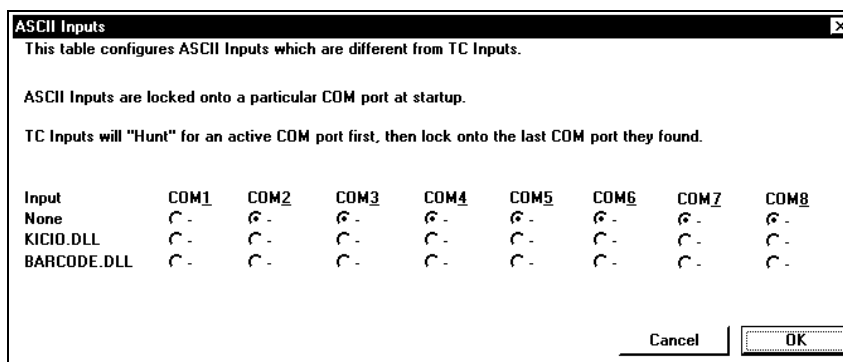 ASCII Inputs
This table configures ASCII Inputs which are different from TC Inputs.
ASCII Inputs are locked onto a particular COM port at startup.
TC Inputs will "Hunt" for an active COM port first, then lock onto the last COM port they found.
Input COM1 COM2 COM3 COM4 COM5 COM6 COM7 COM8
None - - - - - - - -
KICIO.DLL - - - - - - - -
BARCODE.DLL - - - - - - - -
Cancel OK